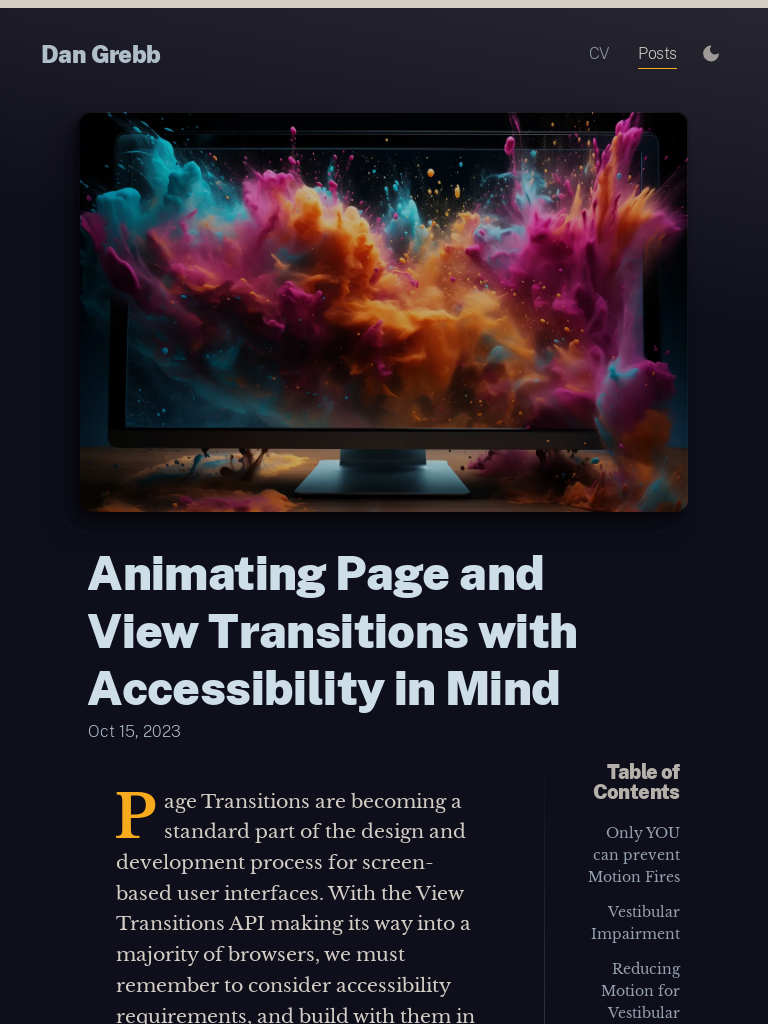 Dan Grebb
CV
Posts
Animating Page and
View Transitions with
Accessibility in Mind
Oct 15, 2023
Page Transitions are becoming a
standard part of the design and
development process for screen-
based user interfaces. With the View
Transitions API making its way into a
majority of browsers, we must
remember to consider accessibility
requirements, and build with them in
Table of
Contents
Only YOU
can prevent
Motion Fires
Vestibular
Impairment
Reducing
Motion for
Vestibular